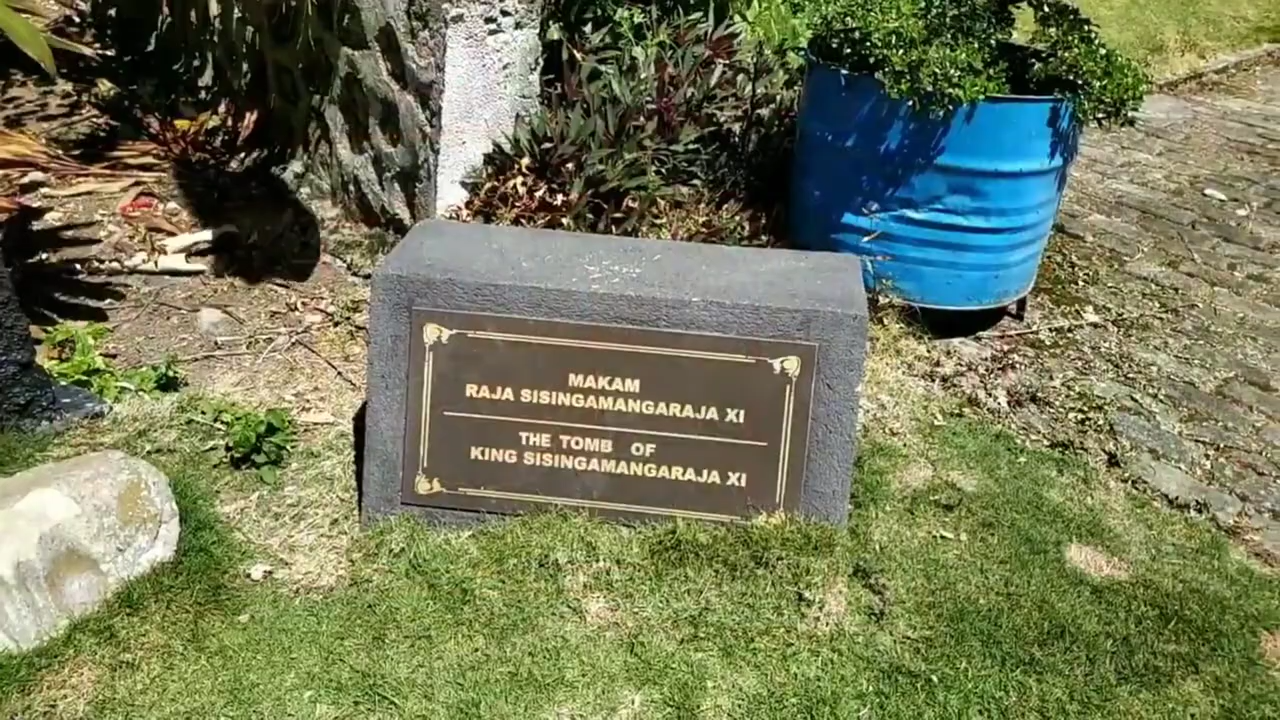 MAKAM
RAJA SISINGAMANGARAJA XI
THE TOMB OF
KING SISINGAMANGARAJA XI